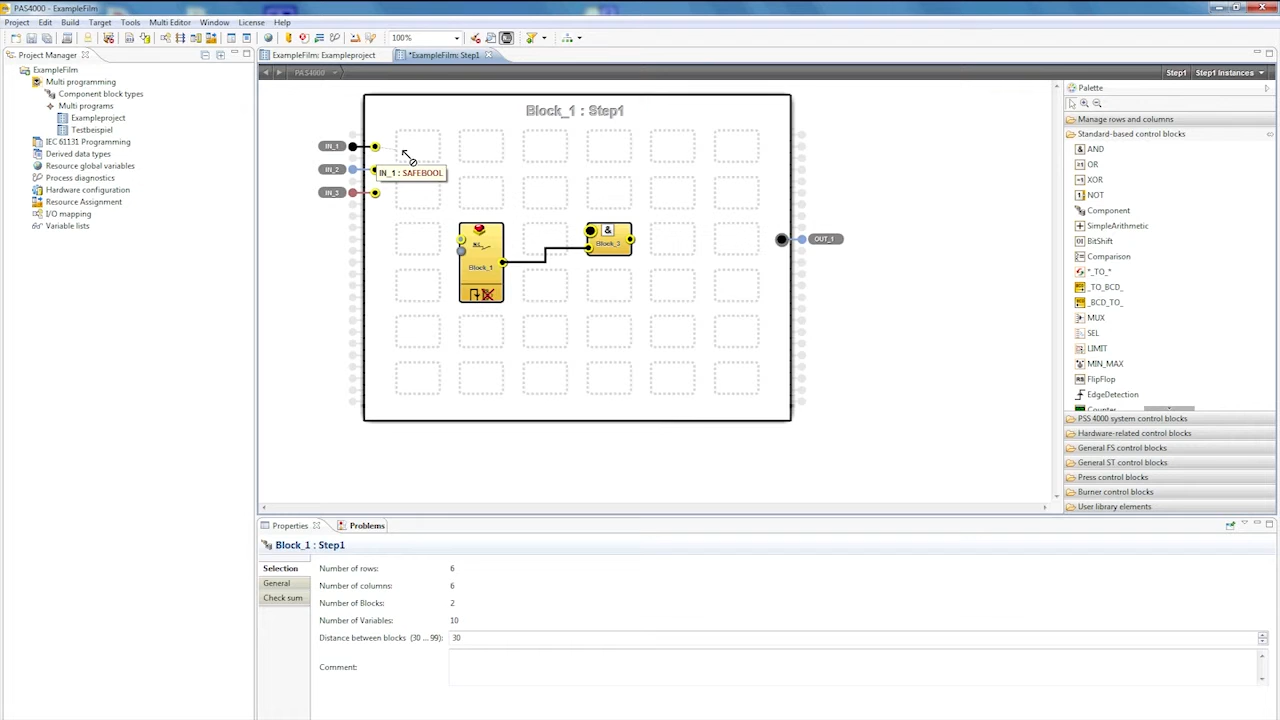 PAS4000 - ExampleFilm
Project Edit Build Target Tools Multi Editor Window License Help
100%
Project Manager
ExampleFilm: Exampleproject
*ExampleFilm: Step1
PAS4000
Step1
Step1 Instances
ExampleFilm
Multi programming
Component block types
Multi programs
Exampleproject
Testbeispiel
IEC 61131 Programming
Derived data types
Resource global variables
Process diagnostics
Hardware configuration
Resource Assignment
I/O mapping
Variable lists
Block_1 : Step1
IN_1
IN_2
IN_3
IN_1 : SAFEBOOL
Block_1
&
Block_3
OUT_1
Palette
Manage rows and columns
Standard-based control blocks
AND
OR
XOR
NOT
Component
SimpleArithmetic
BitShift
Comparison
*_TO_*
_TO_BCD_
_BCD_TO_
MUX
SEL
LIMIT
MIN_MAX
FlipFlop
EdgeDetection
Counter
PSS 4000 system control blocks
Hardware-related control blocks
General FS control blocks
General ST control blocks
Press control blocks
Burner control blocks
User library elements
Properties
Problems
Block_1 : Step1
Selection
General
Check sum
Number of rows: 6
Number of columns: 6
Number of Blocks: 2
Number of Variables: 10
Distance between blocks (30 ... 99): 30
Comment: